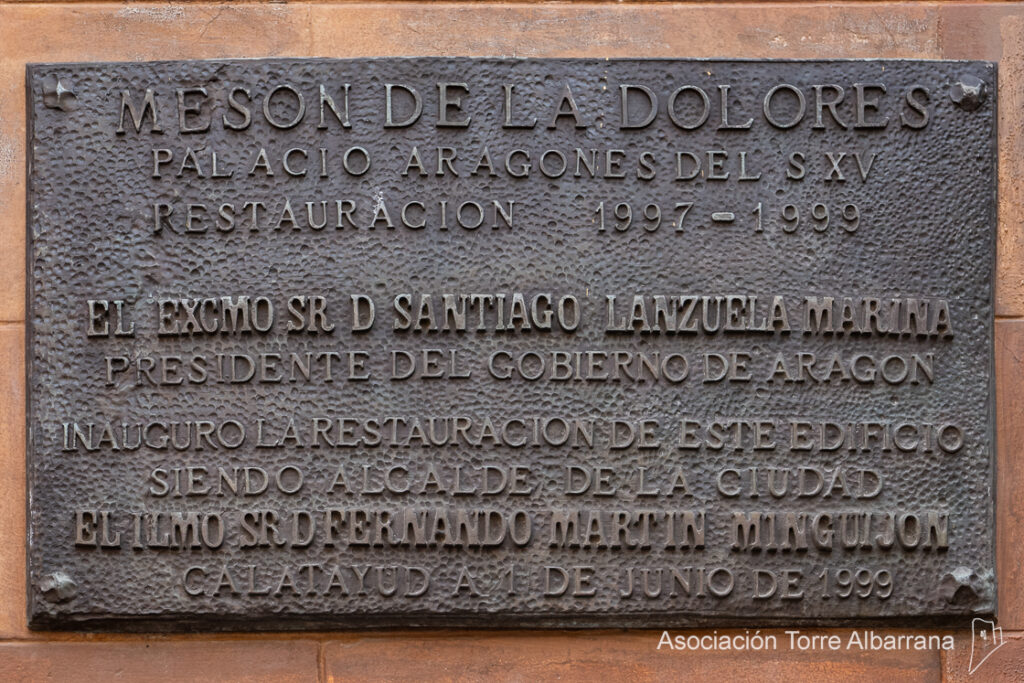 MESON DE LA DOLORES
PALACIO ARAGONES DEL S XV
RESTAURACION 1997 - 1999
EL EXCMO SR D SANTIAGO LANZUELA MARINA
PRESIDENTE DEL GOBIERNO DE ARAGON
INAUGURO LA RESTAURACION DE ESTE EDIFICIO
SIENDO ALCALDE DE LA CIUDAD
EL ILMO SR D FERNANDO MARTIN MINGUIJON
CALATAYUD A 1 DE JUNIO DE 1999
Asociación Torre Albarrana